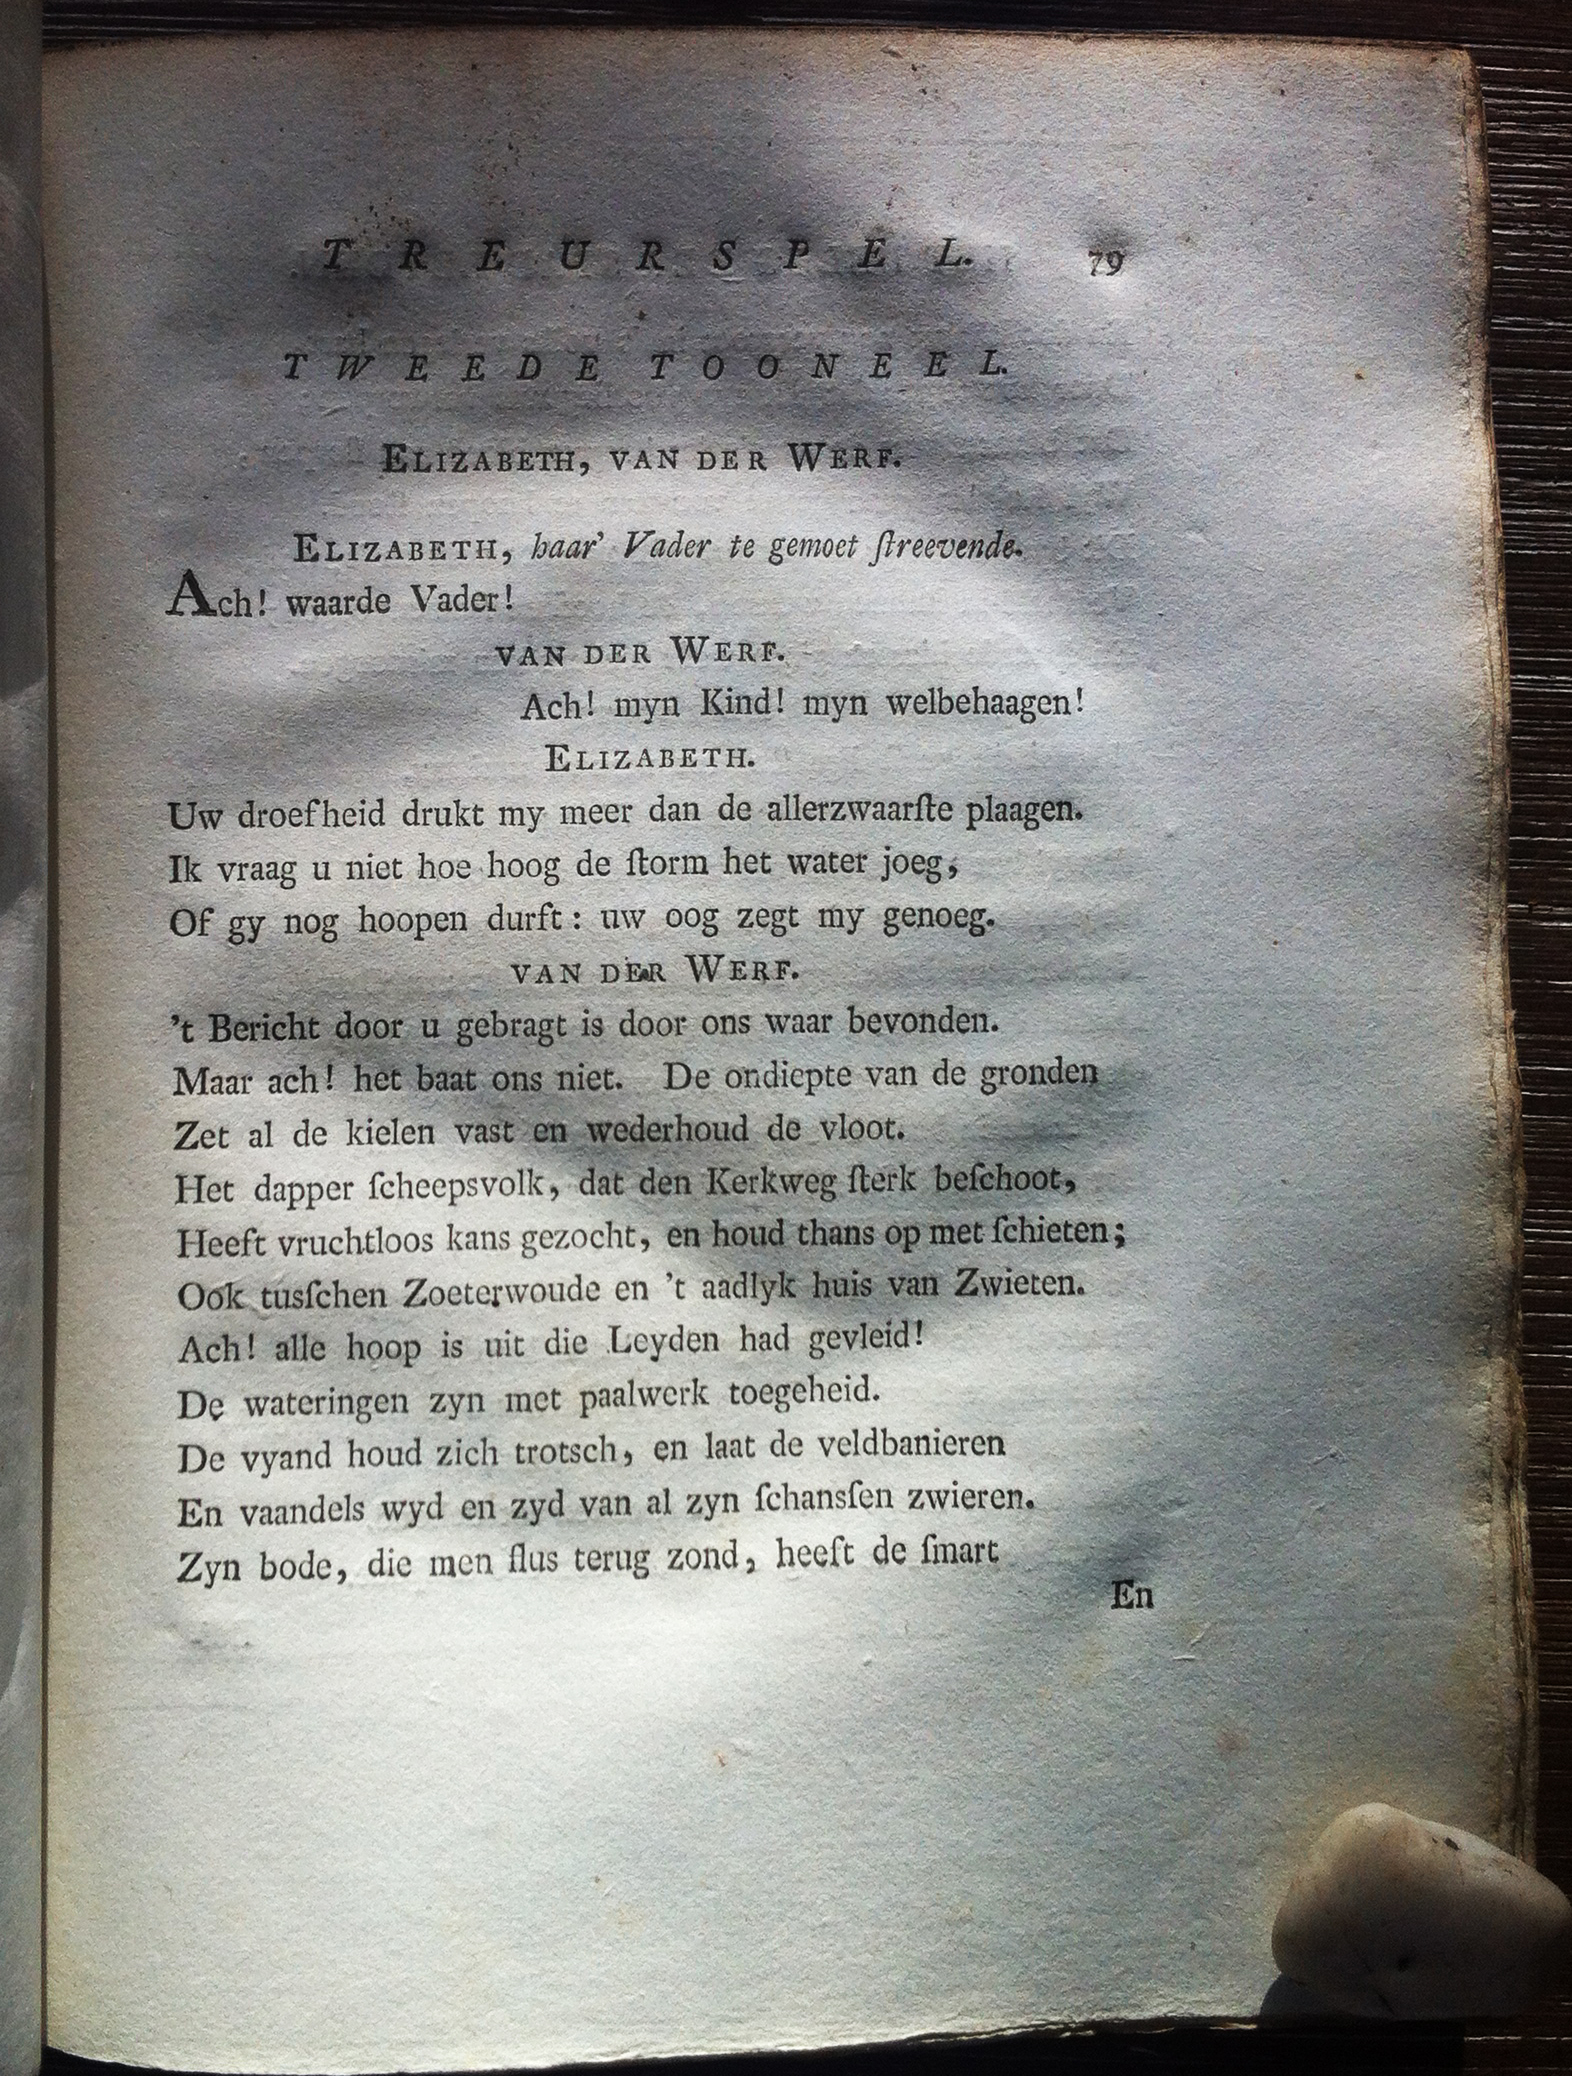 TREURSPEL. 79
TWEEDE TOONEEL.
ELIZABETH, VAN DER WERF.
ELIZABETH, haar' Vader te gemoet ſtreevende.
Ach! waarde Vader!
VAN DER WERF.
Ach! myn Kind! myn welbehaagen!
ELIZABETH.
Uw droefheid drukt my meer dan de allerzwaarſte plaagen.
Ik vraag u niet hoe hoog de ſtorm het water joeg,
Of gy nog hoopen durft: uw oog zegt my genoeg.
VAN DER WERF.
't Bericht door u gebragt is door ons waar bevonden.
Maar ach! het baat ons niet. De ondiepte van de gronden
Zet al de kielen vast en wederhoud de vloot.
Het dapper ſcheepsvolk, dat den Kerkweg ſterk beſchoot,
Heeft vruchtloos kans gezocht, en houd thans op met ſchieten;
Ook tusſchen Zoeterwoude en 't aadlyk huis van Zwieten.
Ach! alle hoop is uit die Leyden had gevleid!
De wateringen zyn met paalwerk toegeheid.
De vyand houd zich trotsch, en laat de veldbanieren
En vaandels wyd en zyd van al zyn ſchansſen zwieren.
Zyn bode, die men flus terug zond, heeft de ſmart
En